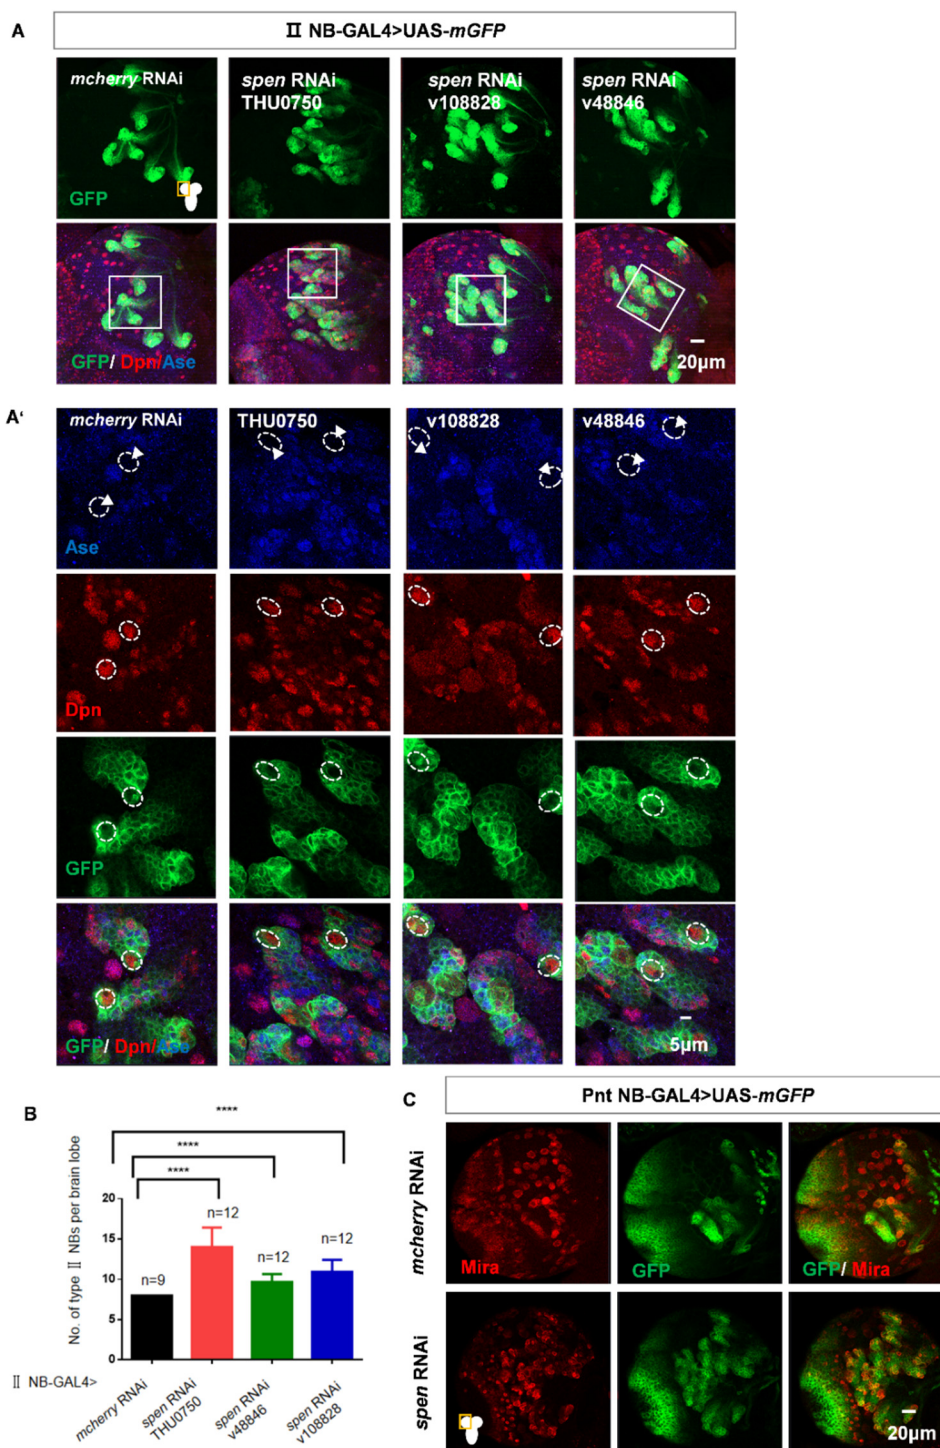 A
II NB-GAL4>UAS-mGFP
mcherry RNAi
spen RNAi
THU0750
spen RNAi
v108828
spen RNAi
v48846
GFP
GFP/ Dpn/Ase
20μm
A‘
mcherry RNAi
THU0750
v108828
v48846
Ase
Dpn
GFP
GFP/ Dpn/Ase
5μm
B
****
****
****
No. of type II NBs per brain lobe
20
15
10
5
0
n=9
n=12
n=12
n=12
II NB-GAL4>
mcherry RNAi
spen RNAi
THU0750
spen RNAi
v48846
spen RNAi
v108828
C
Pnt NB-GAL4>UAS-mGFP
mcherry RNAi
Mira
GFP
GFP/ Mira
spen RNAi
20μm